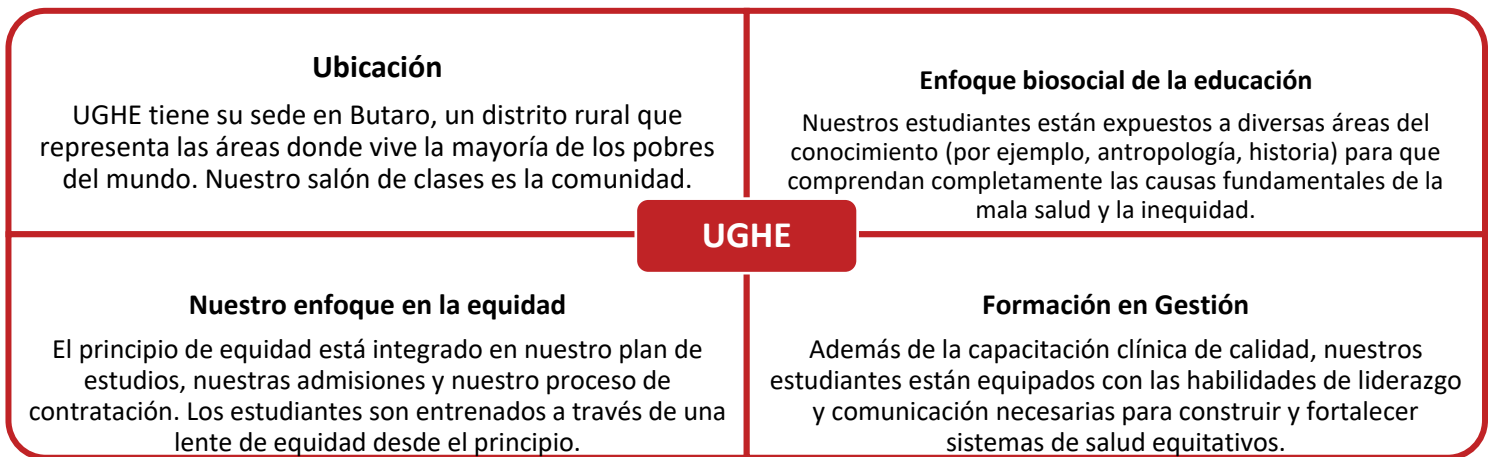 Ubicación
UGHE tiene su sede en Butaro, un distrito rural que
representa las áreas donde vive la mayoría de los pobres
del mundo. Nuestro salón de clases es la comunidad.
Enfoque biosocial de la educación
Nuestros estudiantes están expuestos a diversas áreas del
conocimiento (por ejemplo, antropología, historia) para que
comprendan completamente las causas fundamentales de la
mala salud y la inequidad.
UGHE
Nuestro enfoque en la equidad
El principio de equidad está integrado en nuestro plan de
estudios, nuestras admisiones y nuestro proceso de
contratación. Los estudiantes son entrenados a través de una
lente de equidad desde el principio.
Formación en Gestión
Además de la capacitación clínica de calidad, nuestros
estudiantes están equipados con las habilidades de liderazgo
y comunicación necesarias para construir y fortalecer
sistemas de salud equitativos.